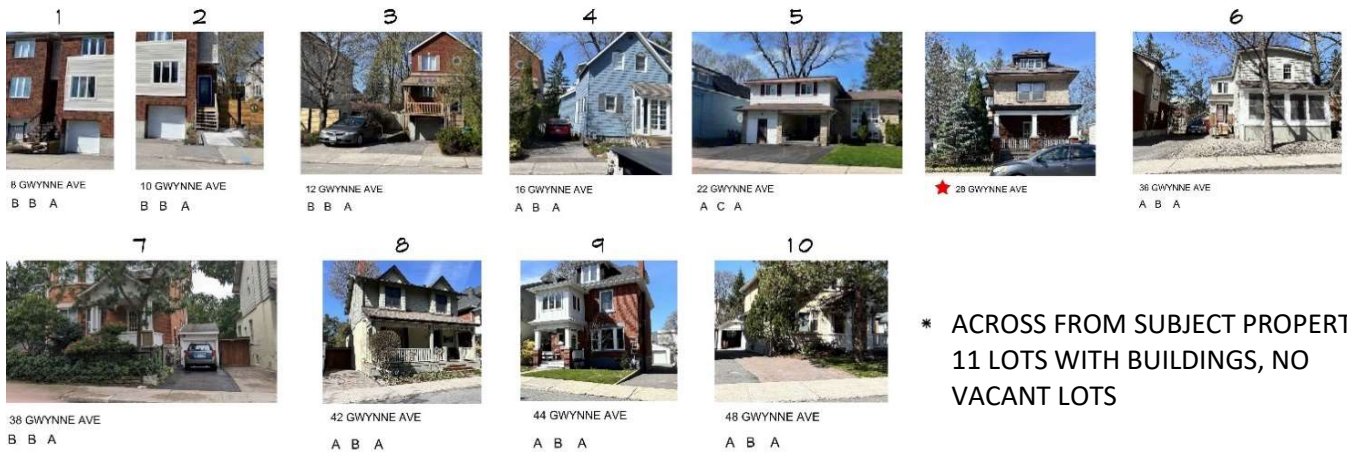 1 2 3 4 5 6
8 GWYNNE AVE 10 GWYNNE AVE 12 GWYNNE AVE 16 GWYNNE AVE 22 GWYNNE AVE 28 GWYNNE AVE 36 GWYNNE AVE
B B A B B A B B A A B A A C A A B A
7 8 9 10
* ACROSS FROM SUBJECT PROPERT
11 LOTS WITH BUILDINGS, NO
VACANT LOTS
38 GWYNNE AVE 42 GWYNNE AVE 44 GWYNNE AVE 48 GWYNNE AVE
B B A A B A A B A A B A